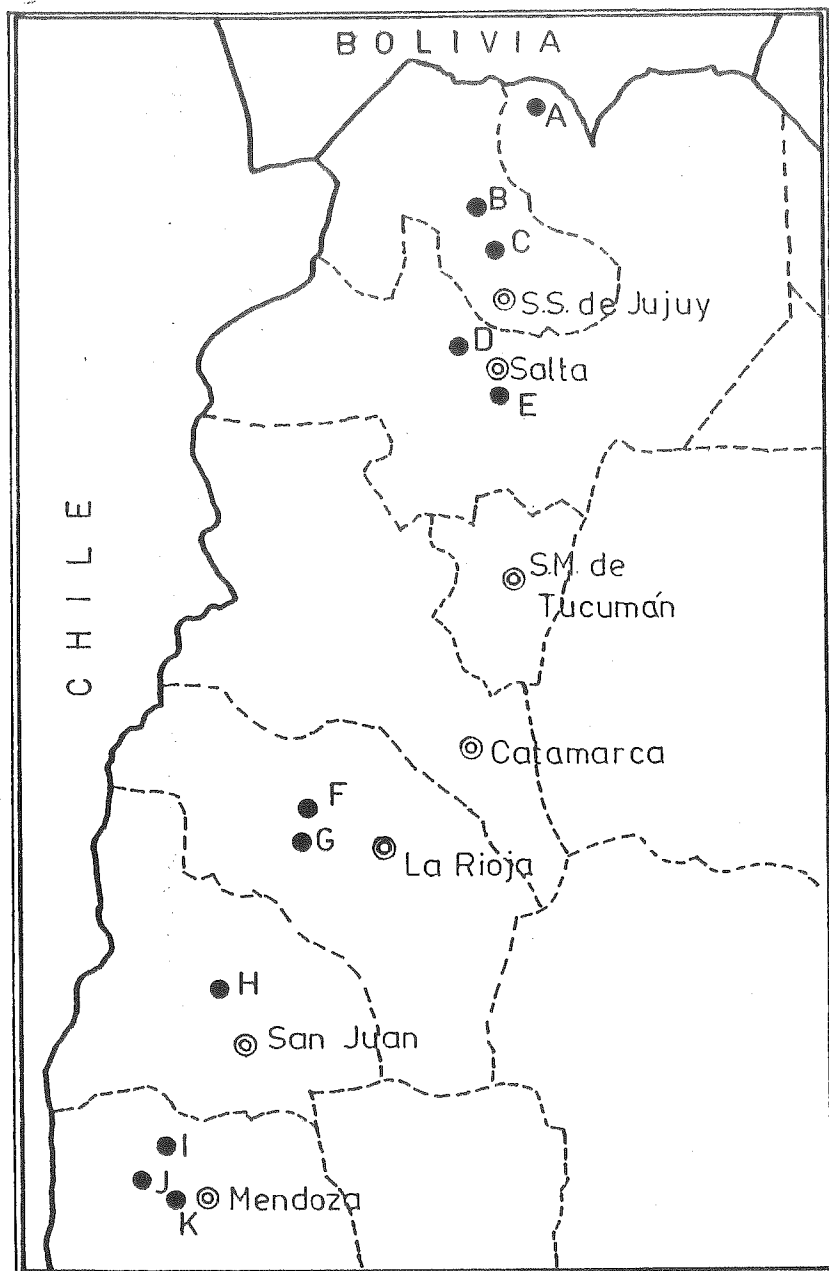 BOLIVIA
A
B
C
S.S. de Jujuy
D
Salta
E
CHILE
S.M. de
Tucumán
Catamarca
F
G
La Rioja
H
San Juan
I
J
K
Mendoza